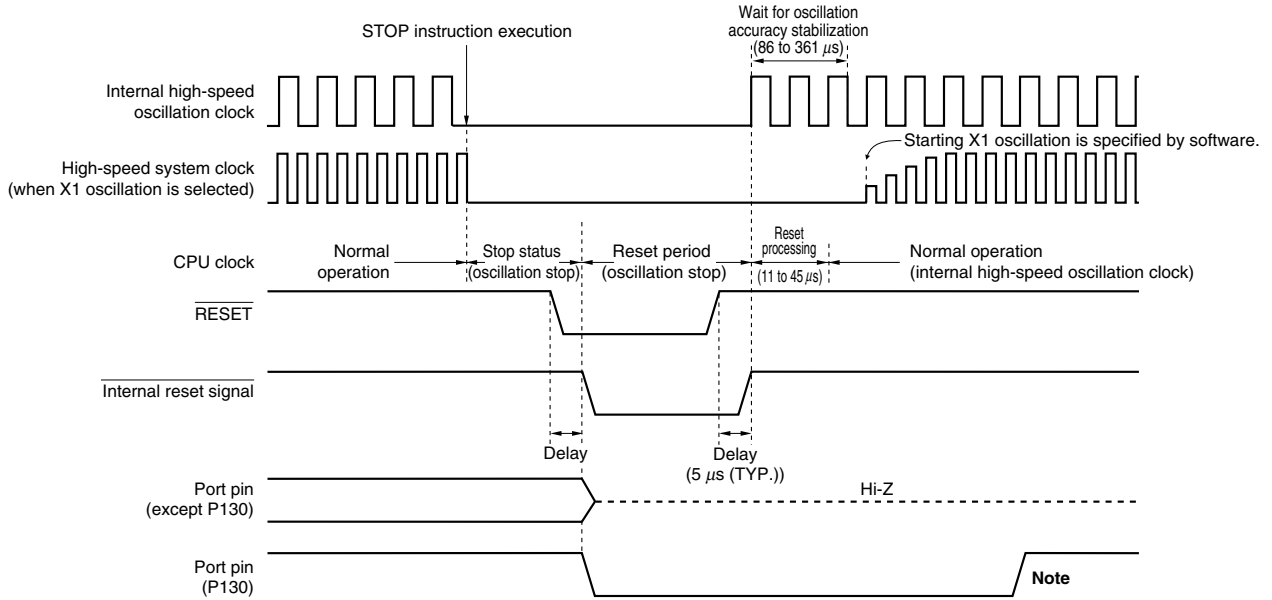 Wait for oscillation
accuracy stabilization
(86 to 361 μs)
STOP instruction execution
Internal high-speed
oscillation clock
Starting X1 oscillation is specified by software.
High-speed system clock
(when X1 oscillation is selected)
CPU clock
Normal
operation
Stop status
(oscillation stop)
Reset period
(oscillation stop)
Reset
processing
(11 to 45 μs)
Normal operation
(internal high-speed oscillation clock)
RESET
Internal reset signal
Delay
Delay
(5 μs (TYP.))
Port pin
(except P130)
Hi-Z
Port pin
(P130)
Note